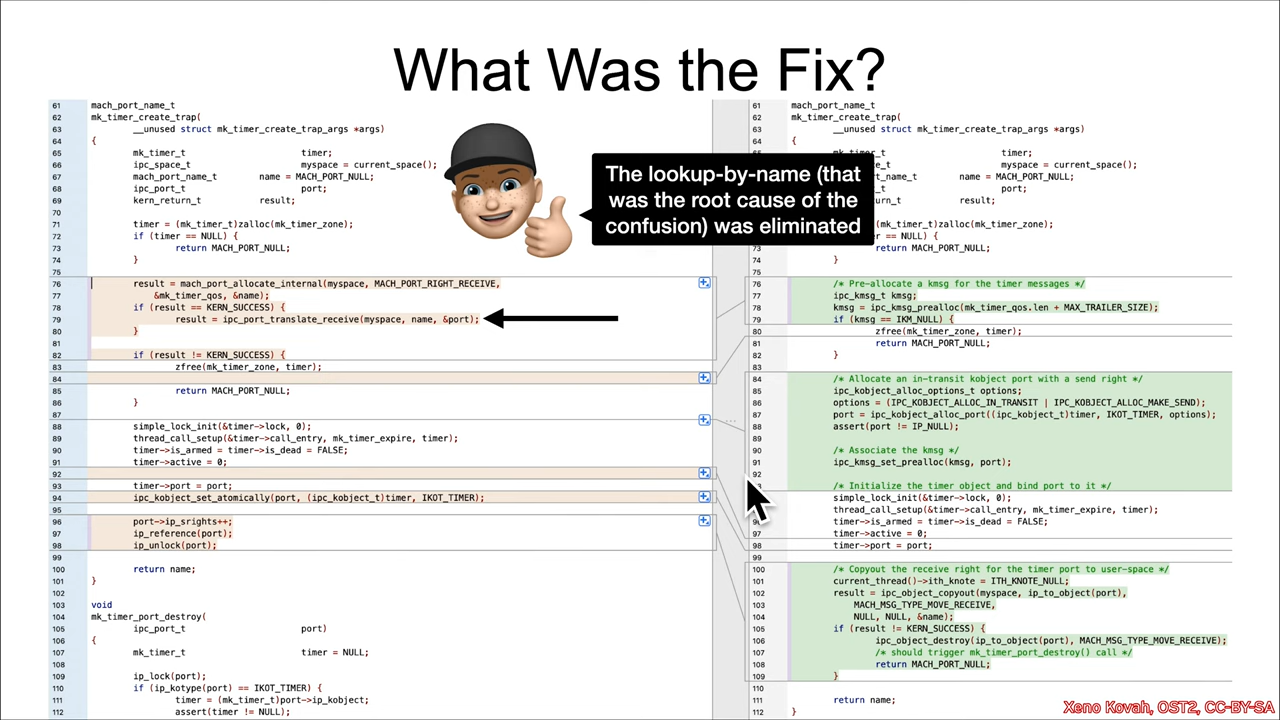 What Was the Fix?
The lookup-by-name (that
was the root cause of the
confusion) was eliminated
61 mach_port_name_t
62 mk_timer_create_trap(
63 __unused struct mk_timer_create_trap_args *args)
64 {
65 mk_timer_t timer;
66 ipc_space_t myspace = current_space();
67 mach_port_name_t name = MACH_PORT_NULL;
68 ipc_port_t port;
69 kern_return_t result;
70
71 timer = (mk_timer_t)zalloc(mk_timer_zone);
72 if (timer == NULL) {
73 return MACH_PORT_NULL;
74 }
75
76 result = mach_port_allocate_internal(myspace, MACH_PORT_RIGHT_RECEIVE,
77 &mk_timer_qos, &name);
78 if (result == KERN_SUCCESS) {
79 result = ipc_port_translate_receive(myspace, name, &port);
80 }
81
82 if (result != KERN_SUCCESS) {
83 zfree(mk_timer_zone, timer);
84
85 return MACH_PORT_NULL;
86 }
87
88 simple_lock_init(&timer->lock, 0);
89 thread_call_setup(&timer->call_entry, mk_timer_expire, timer);
90 timer->is_armed = timer->is_dead = FALSE;
91 timer->active = 0;
92
93 timer->port = port;
94 ipc_kobject_set_atomically(port, (ipc_kobject_t)timer, IKOT_TIMER);
95
96 port->ip_srights++;
97 ip_reference(port);
98 ip_unlock(port);
99
100 return name;
101 }
102
103 void
104 mk_timer_port_destroy(
105 ipc_port_t port)
106 {
107 mk_timer_t timer = NULL;
108
109 ip_lock(port);
110 if (ip_kotype(port) == IKOT_TIMER) {
111 timer = (mk_timer_t)port->ip_kobject;
112 assert(timer != NULL);
61 mach_port_name_t
62 mk_timer_create_trap(
63 __unused struct mk_timer_create_trap_args *args)
64 {
timer;
myspace = current_space();
name = MACH_PORT_NULL;
port;
result;
(mk_timer_t)zalloc(mk_timer_zone);
== NULL) {
73 return MACH_PORT_NULL;
74 }
75
76 /* Pre-allocate a kmsg for the timer messages */
77 ipc_kmsg_t kmsg;
78 kmsg = ipc_kmsg_prealloc(mk_timer_qos.len + MAX_TRAILER_SIZE);
79 if (kmsg == IKM_NULL) {
80 zfree(mk_timer_zone, timer);
81 return MACH_PORT_NULL;
82 }
83
84 /* Allocate an in-transit kobject port with a send right */
85 ipc_kobject_alloc_options_t options;
86 options = (IPC_KOBJECT_ALLOC_IN_TRANSIT | IPC_KOBJECT_ALLOC_MAKE_SEND);
87 port = ipc_kobject_alloc_port((ipc_kobject_t)timer, IKOT_TIMER, options);
88 assert(port != IP_NULL);
89
90 /* Associate the kmsg */
91 ipc_kmsg_set_prealloc(kmsg, port);
92
/* Initialize the timer object and bind port to it */
simple_lock_init(&timer->lock, 0);
thread_call_setup(&timer->call_entry, mk_timer_expire, timer);
timer->is_armed = timer->is_dead = FALSE;
97 timer->active = 0;
98 timer->port = port;
99
100 /* Copyout the receive right for the timer port to user-space */
101 current_thread()->ith_knote = ITH_KNOTE_NULL;
102 result = ipc_object_copyout(myspace, ip_to_object(port),
103 MACH_MSG_TYPE_MOVE_RECEIVE,
104 NULL, NULL, &name);
105 if (result != KERN_SUCCESS) {
106 ipc_object_destroy(ip_to_object(port), MACH_MSG_TYPE_MOVE_RECEIVE);
107 /* should trigger mk_timer_port_destroy() call */
108 return MACH_PORT_NULL;
109 }
110
111 return name;
112 }
Xeno Kovah, OST2, CC-BY-SA